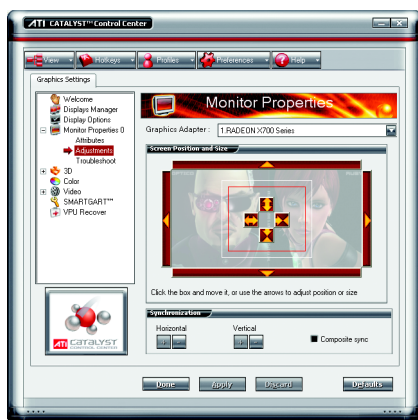 ATI CATALYST™ Control Center
View Hotkeys Profiles Preferences Help
Graphics Settings
Welcome
Displays Manager
Display Options
Monitor Properties 0
Attributes
Adjustments
Troubleshoot
3D
Color
Video
SMARTGART™
VPU Recover
Monitor Properties
Graphics Adapter : 1.RADEON X700 Series
Screen Position and Size
Click the box and move it, or use the arrows to adjust position or size
Synchronization
Horizontal Vertical
Composite sync
ATI CATALYST
CONTROL CENTER
Done Apply Discard Defaults